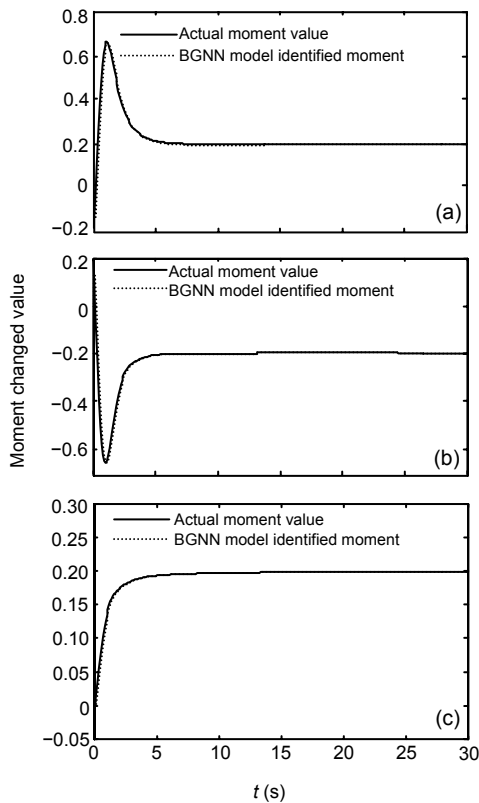 0.8
Actual moment value
0.6
BGNN model identified moment
0.4
0.2
0
−0.2
(a)
0.2
Actual moment value
BGNN model identified moment
0
−0.2
−0.4
−0.6
(b)
Moment changed value
0.30
Actual moment value
0.25
BGNN model identified moment
0.20
0.15
0.10
0
−0.05
(c)
0 5 10 15 20 25 30
t (s)